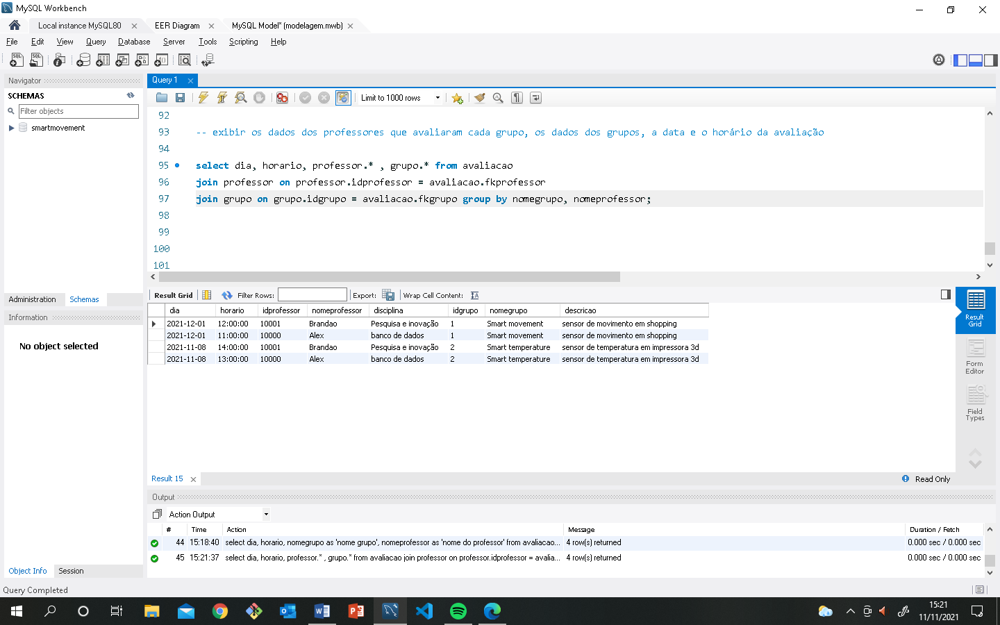 MySQL Workbench
Local instance MySQL80
EER Diagram
MySQL Model* (modelagem.mwb)
File Edit View Query Database Server Tools Scripting Help
Navigator
SCHEMAS
Filter objects
smartmovement
Administration Schemas
Information
No object selected
Object Info Session
Query 1
Limit to 1000 rows
92
93 -- exibir os dados dos professores que avaliaram cada grupo, os dados dos grupos, a data e o horário da avaliação
94
95 select dia, horario, professor.* , grupo.* from avaliacao
96 join professor on professor.idprofessor = avaliacao.fkprofessor
97 join grupo on grupo.idgrupo = avaliacao.fkgrupo group by nomegrupo, nomeprofessor;
98
99
100
101
Result Grid Filter Rows: Export: Wrap Cell Content:
dia horario idprofessor nomeprofessor disciplina idgrupo nomegrupo descricao
2021-12-01 12:00:00 10001 Brandao Pesquisa e inovação 1 Smart movement sensor de movimento em shopping
2021-12-01 11:00:00 10000 Alex banco de dados 1 Smart movement sensor de movimento em shopping
2021-11-08 14:00:00 10001 Brandao Pesquisa e inovação 2 Smart temperature sensor de temperatura em impressora 3d
2021-11-08 13:00:00 10000 Alex banco de dados 2 Smart temperature sensor de temperatura em impressora 3d
Result
Grid
Form
Editor
Field
Types
Result 15
Read Only
Output
Action Output
# Time Action Message Duration / Fetch
44 15:18:40 select dia, horario, nomegrupo as 'nome grupo', nomeprofessor as 'nome do professor' from avaliacao... 4 row(s) returned 0.000 sec / 0.000 sec
45 15:21:37 select dia, horario, professor.* , grupo.* from avaliacao join professor on professor.idprofessor = avalia... 4 row(s) returned 0.000 sec / 0.000 sec
Query Completed
15:21
11/11/2021